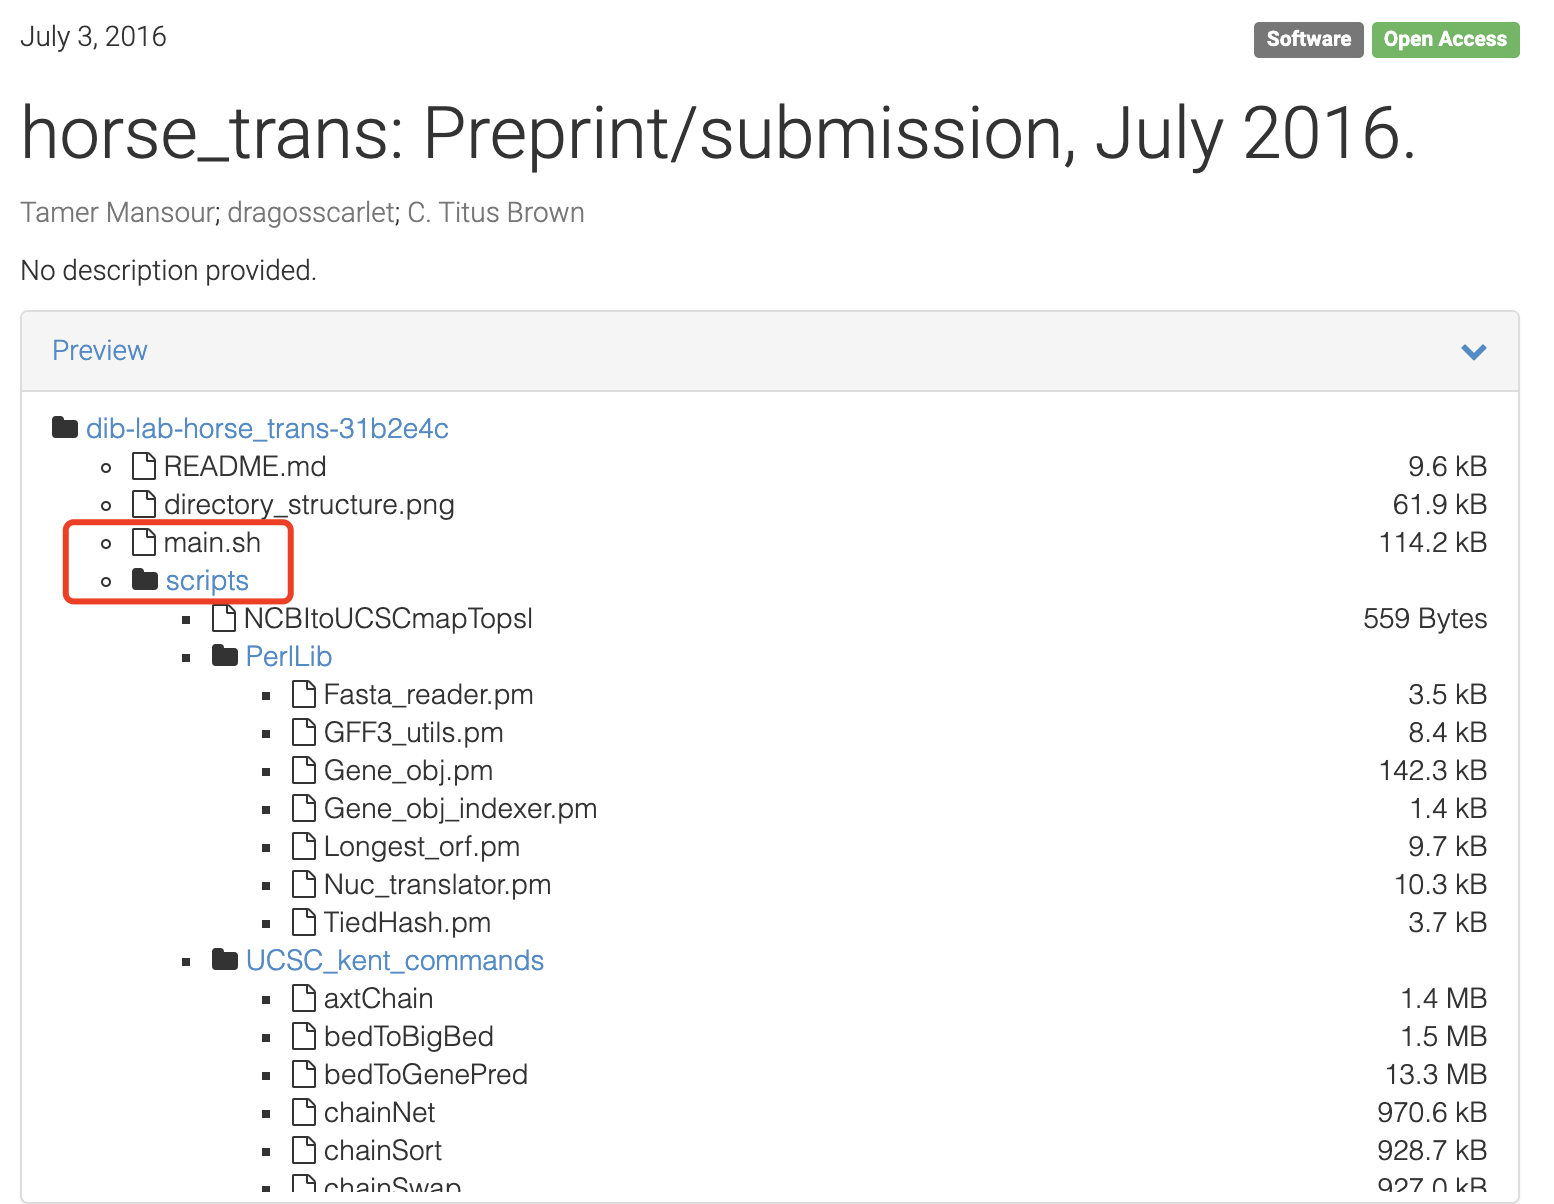 July 3, 2016
Software Open Access
horse_trans: Preprint/submission, July 2016.
Tamer Mansour; dragosscarlet; C. Titus Brown
No description provided.
Preview
dib-lab-horse_trans-31b2e4c
README.md 9.6 kB
directory_structure.png 61.9 kB
main.sh 114.2 kB
scripts
NCBItoUCSCmapTopsl 559 Bytes
PerlLib
Fasta_reader.pm 3.5 kB
GFF3_utils.pm 8.4 kB
Gene_obj.pm 142.3 kB
Gene_obj_indexer.pm 1.4 kB
Longest_orf.pm 9.7 kB
Nuc_translator.pm 10.3 kB
TiedHash.pm 3.7 kB
UCSC_kent_commands
axtChain 1.4 MB
bedToBigBed 1.5 MB
bedToGenePred 13.3 MB
chainNet 970.6 kB
chainSort 928.7 kB
chainSwap 927.0 kB